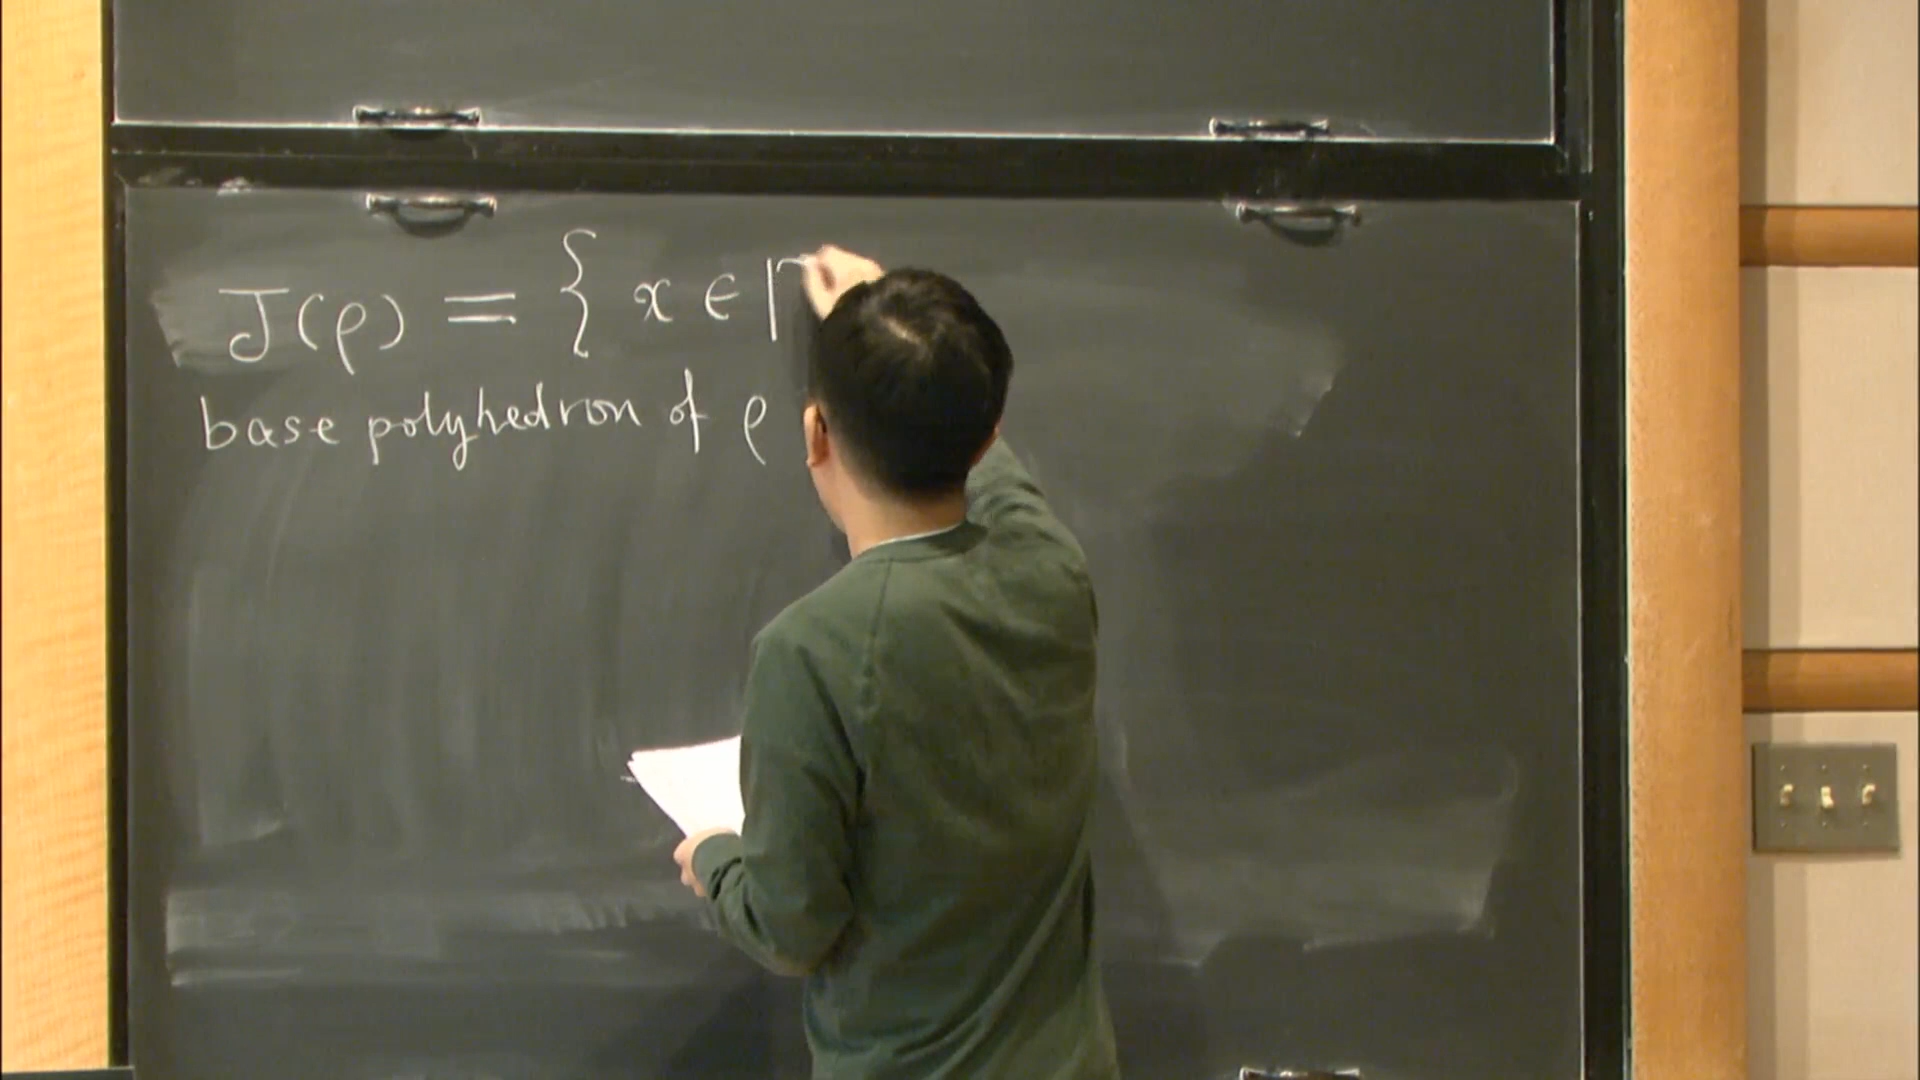 J(ρ) = { x ∈
base polyhedron of ρ